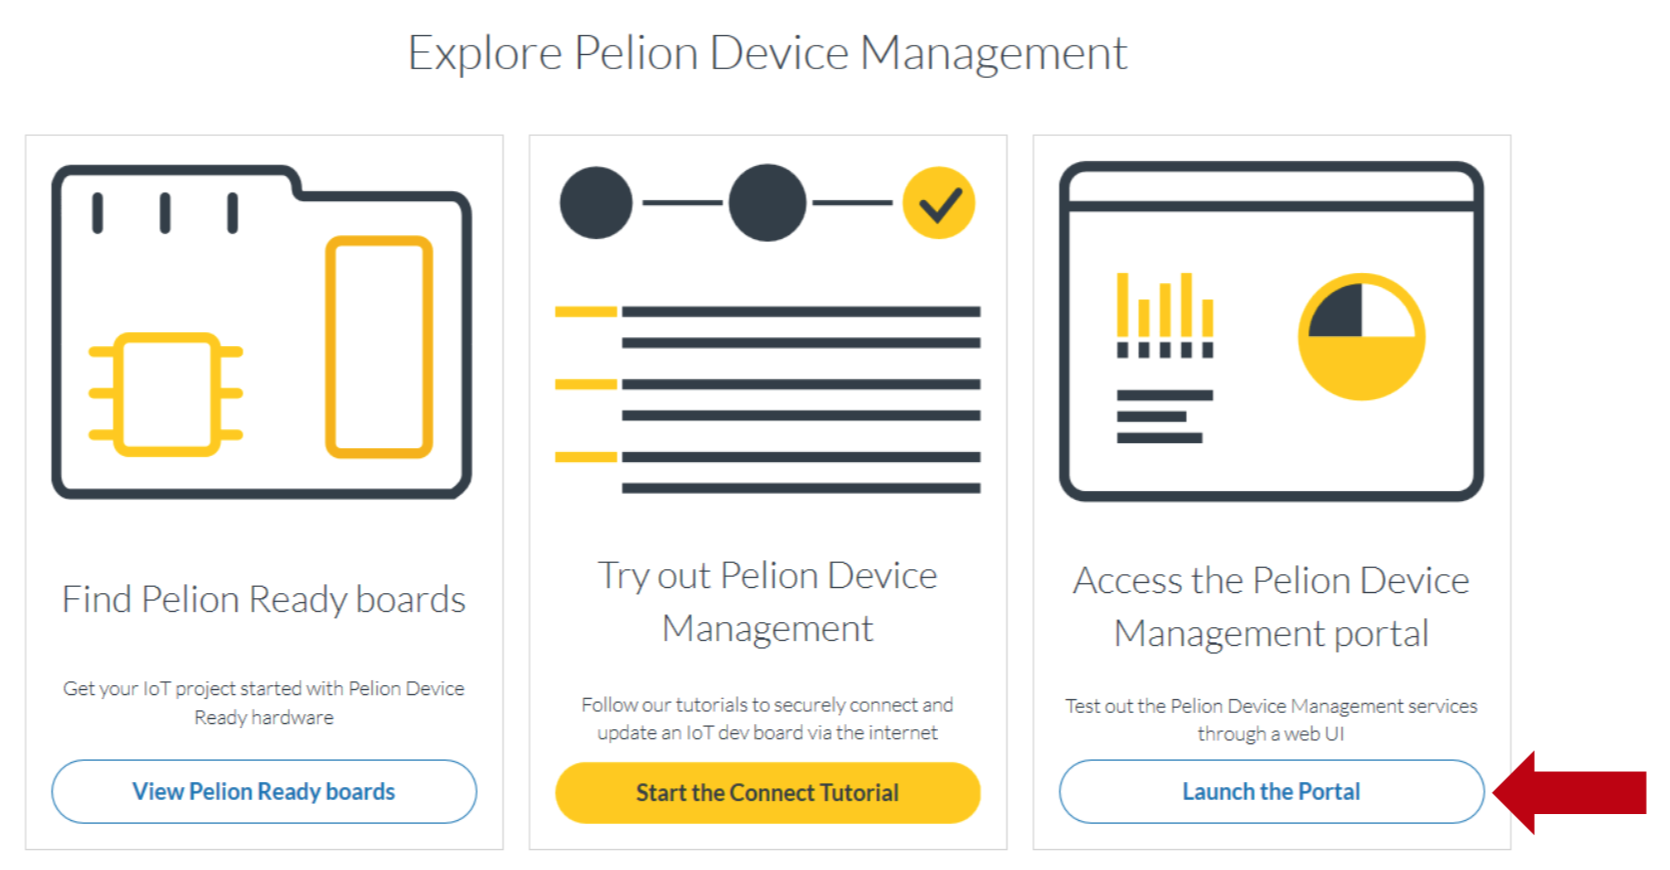 Explore Pelion Device Management
Find Pelion Ready boards
Get your IoT project started with Pelion Device
Ready hardware
View Pelion Ready boards
Try out Pelion Device
Management
Follow our tutorials to securely connect and
update an IoT dev board via the internet
Start the Connect Tutorial
Access the Pelion Device
Management portal
Test out the Pelion Device Management services
through a web UI
Launch the Portal